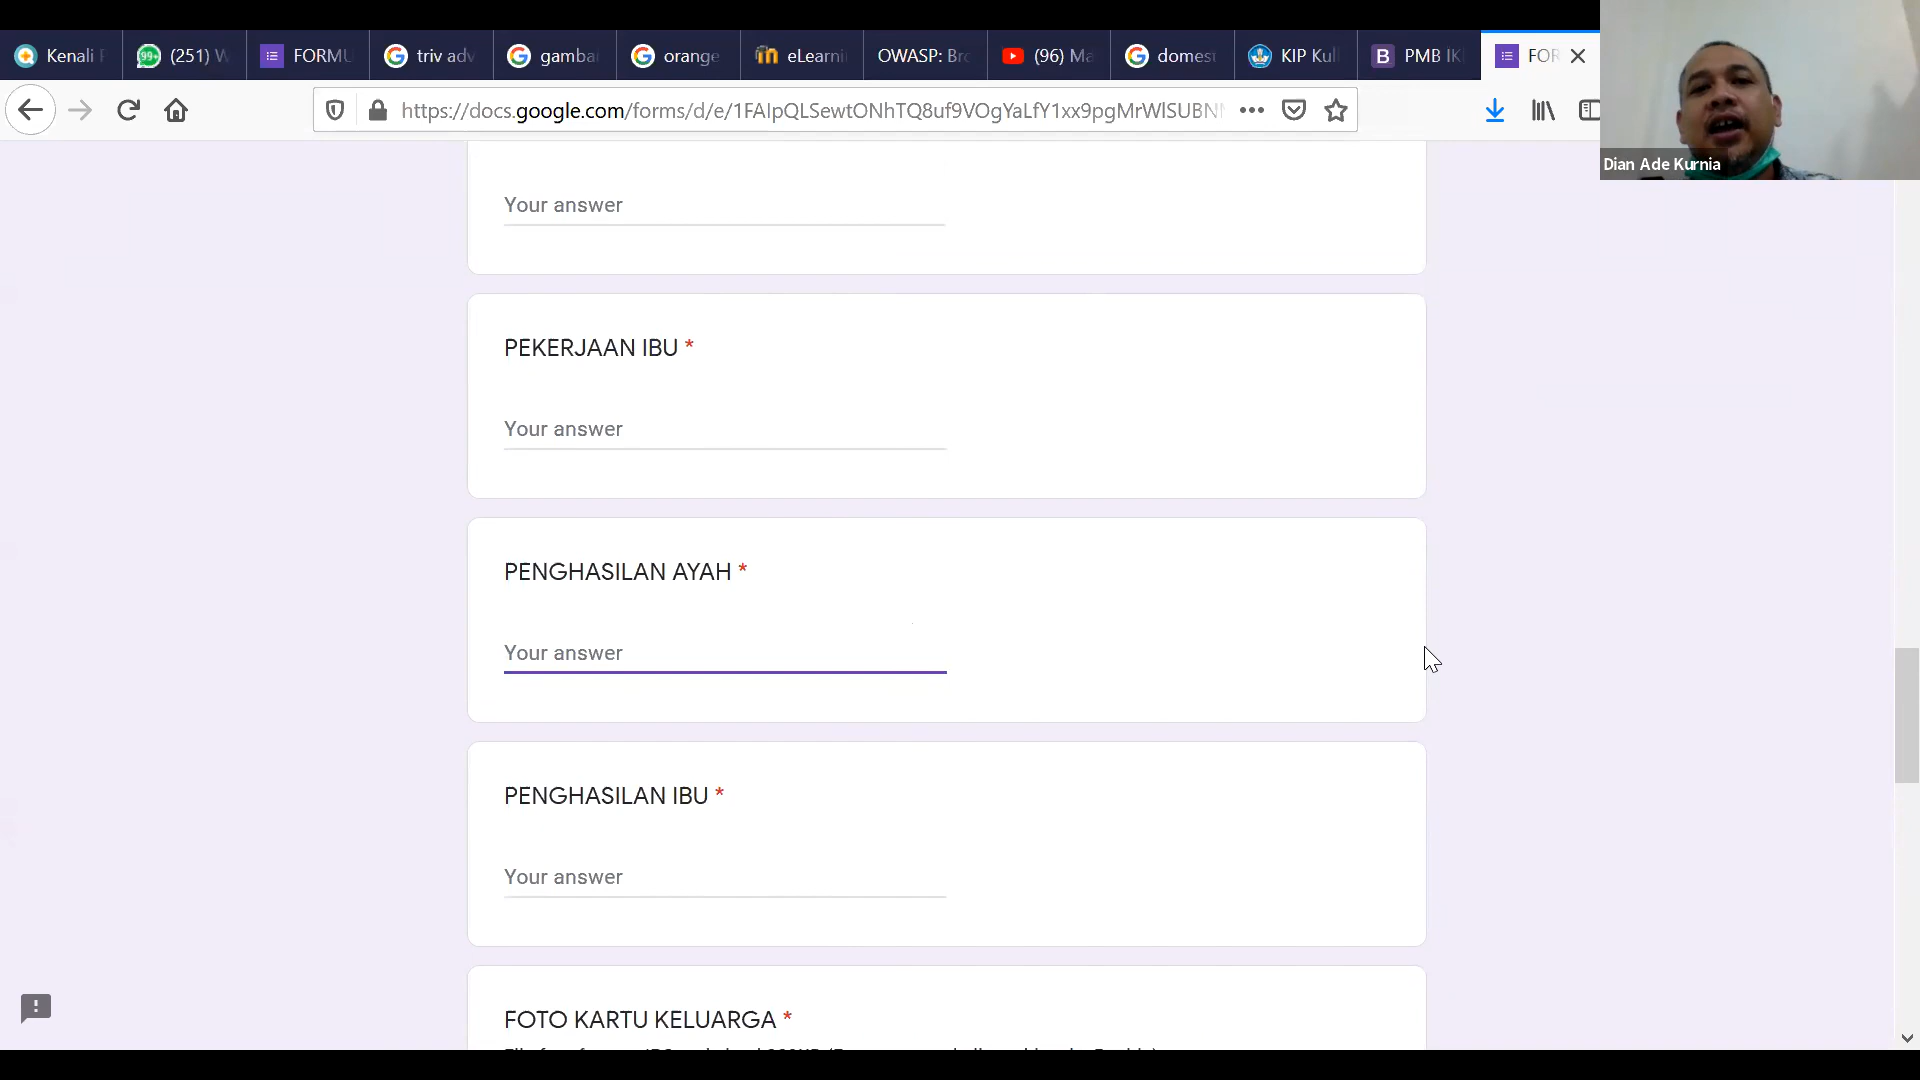 Kenali
(251) W
FORMU
triv adv
gamba
orange
eLearni
OWASP: Bro
(96) Ma
domest
KIP Kul
PMB IK
FOR
99+
https://docs.google.com/forms/d/e/1FAIpQLSewtONhTQ8uf9VOgYaLfY1xx9pgMrWlSUBN
Dian Ade Kurnia
Your answer
PEKERJAAN IBU *
Your answer
PENGHASILAN AYAH *
Your answer
PENGHASILAN IBU *
Your answer
FOTO KARTU KELUARGA *